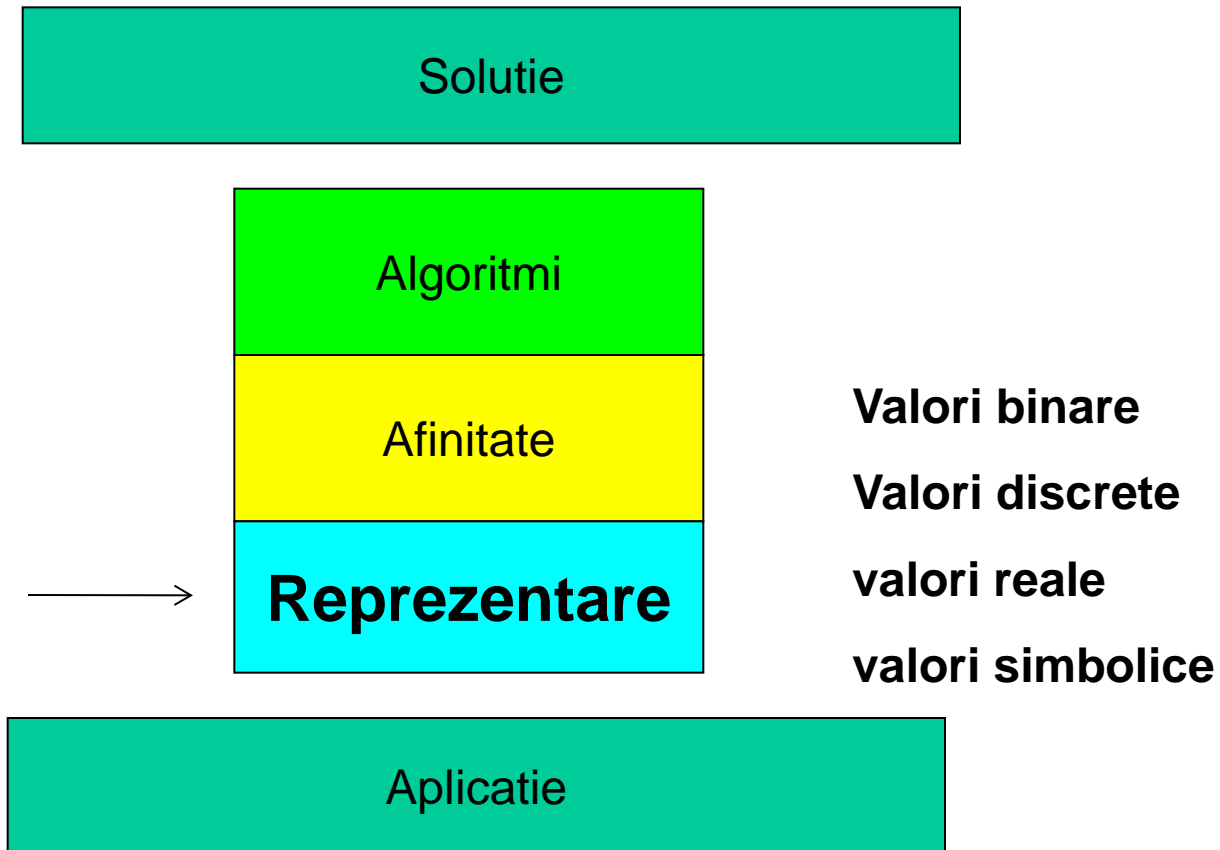 Solutie
Algoritmi
Afinitate
Reprezentare
Valori binare
Valori discrete
valori reale
valori simbolice
Aplicatie